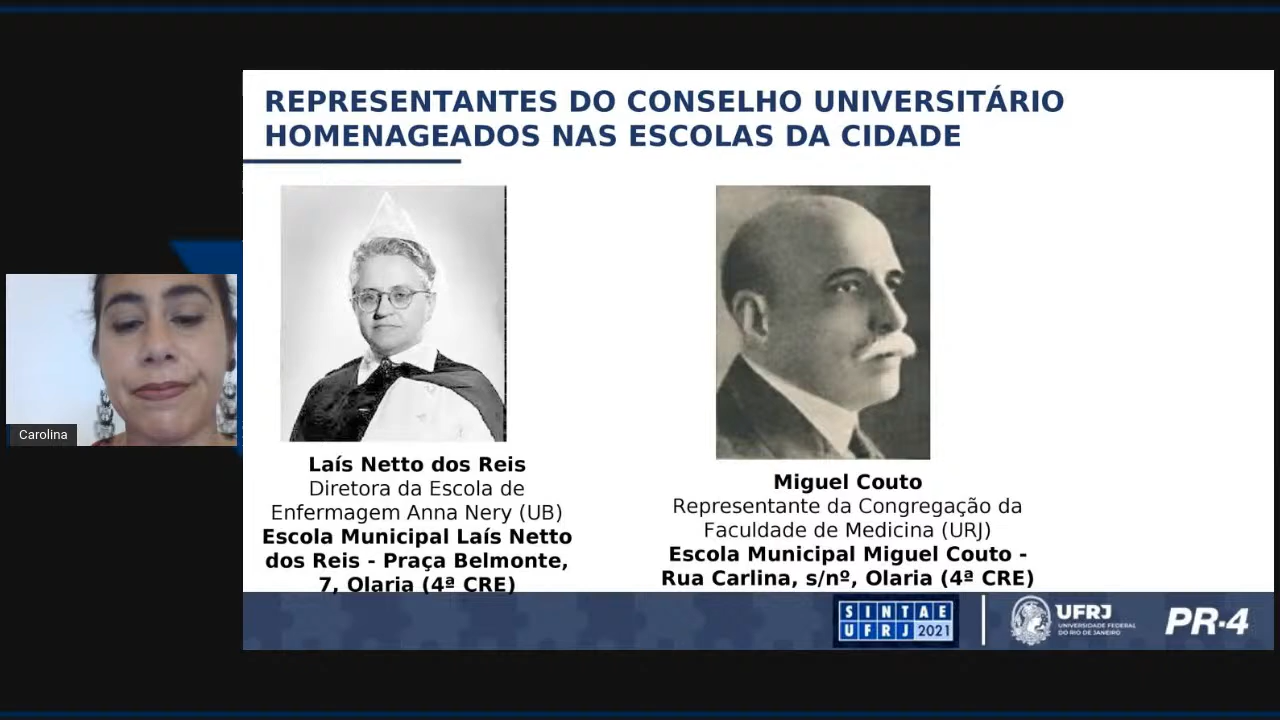 REPRESENTANTES DO CONSELHO UNIVERSITÁRIO
HOMENAGEADOS NAS ESCOLAS DA CIDADE
Carolina
Laís Netto dos Reis
Diretora da Escola de
Enfermagem Anna Nery (UB)
Escola Municipal Laís Netto
dos Reis - Praça Belmonte,
7, Olaria (4ª CRE)
Miguel Couto
Representante da Congregação da
Faculdade de Medicina (URJ)
Escola Municipal Miguel Couto -
Rua Carlina, s/nº, Olaria (4ª CRE)
SINTAE
UFRJ 2021
UFRJ
UNIVERSIDADE FEDERAL
DO RIO DE JANEIRO
PR-4